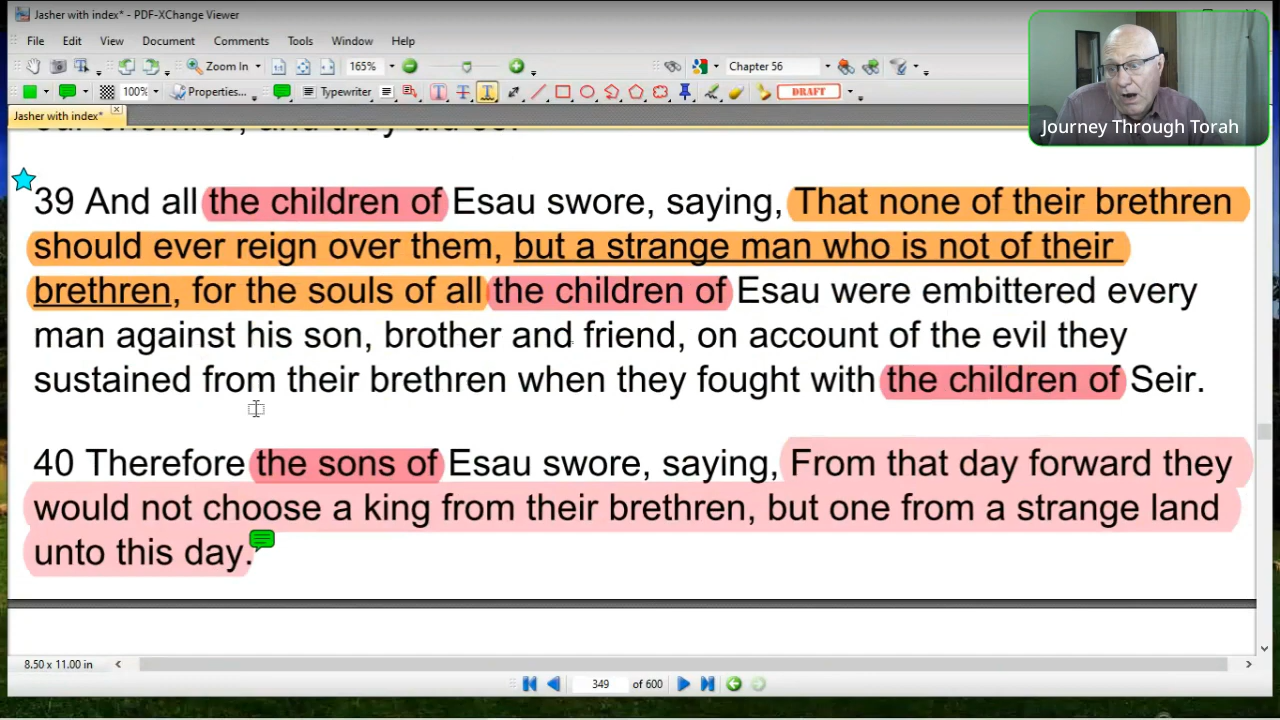 Jasher with index* - PDF-XChange Viewer
File Edit View Document Comments Tools Window Help
Zoom In 165% Chapter 56
100% Properties... Typewriter DRAFT
Jasher with index*
Journey Through Torah
our enemies, and they did so.
39 And all the children of Esau swore, saying, That none of their brethren
should ever reign over them, but a strange man who is not of their
brethren, for the souls of all the children of Esau were embittered every
man against his son, brother and friend, on account of the evil they
sustained from their brethren when they fought with the children of Seir.
40 Therefore the sons of Esau swore, saying, From that day forward they
would not choose a king from their brethren, but one from a strange land
unto this day.
8.50 x 11.00 in
349 of 600